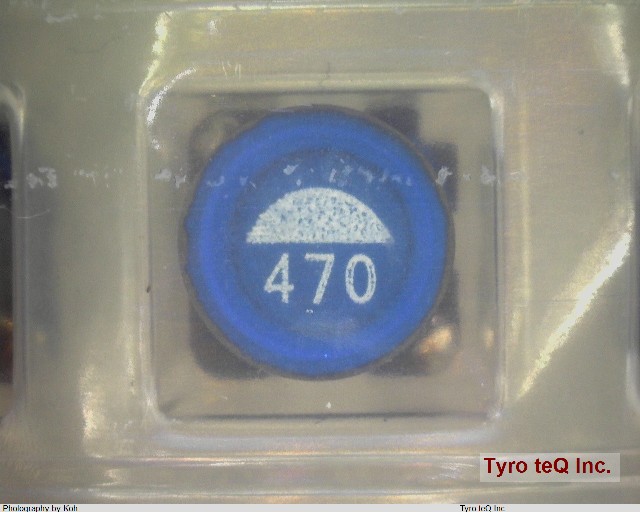 470
Tyro teQ Inc.
Photography by Koh
Tyro teQ Inc